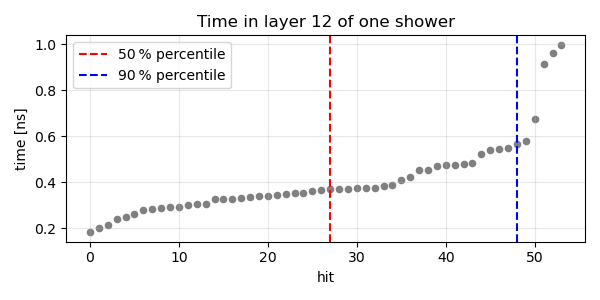 Time in layer 12 of one shower
50 % percentile
90 % percentile
time [ns]
1.0
0.8
0.6
0.4
0.2
0 10 20 30 40 50
hit